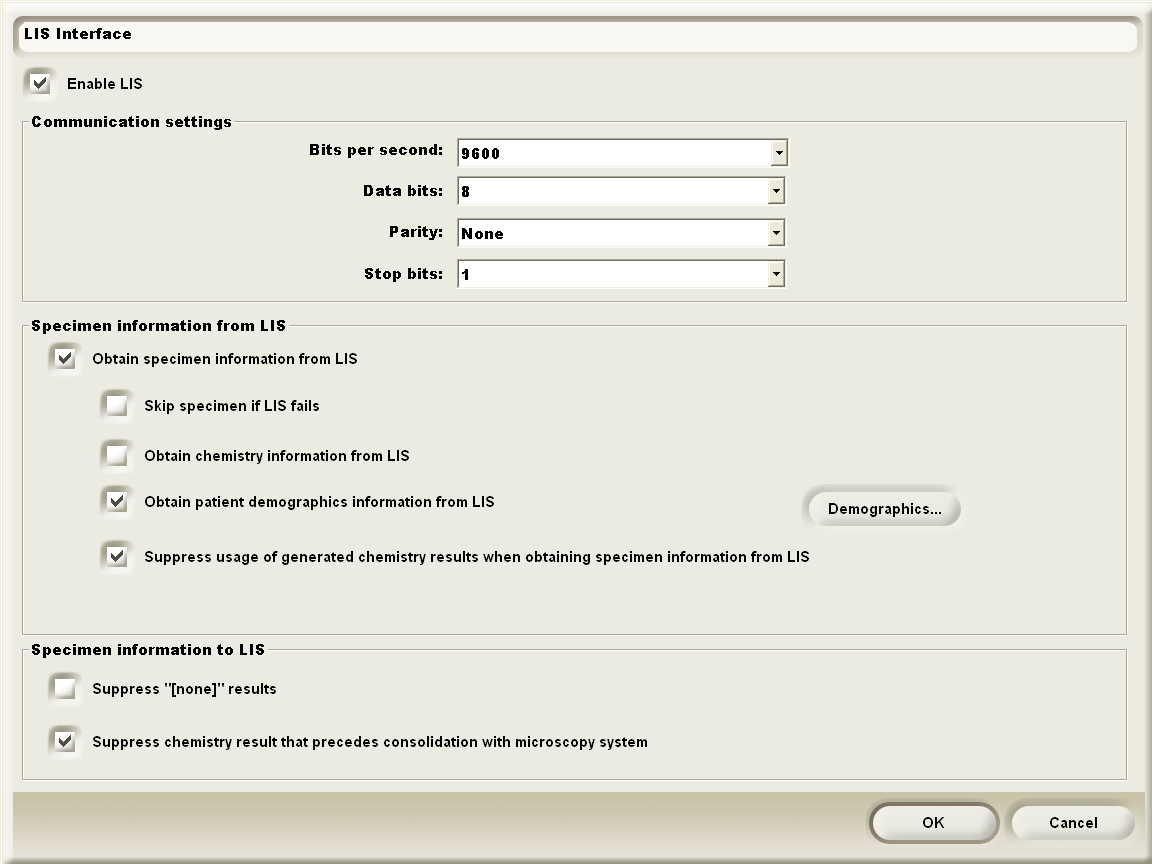 LIS Interface
Enable LIS
Communication settings
Bits per second: 9600
Data bits: 8
Parity: None
Stop bits: 1
Specimen information from LIS
Obtain specimen information from LIS
Skip specimen if LIS fails
Obtain chemistry information from LIS
Obtain patient demographics information from LIS
Demographics...
Suppress usage of generated chemistry results when obtaining specimen information from LIS
Specimen information to LIS
Suppress "[none]" results
Suppress chemistry result that precedes consolidation with microscopy system
OK Cancel